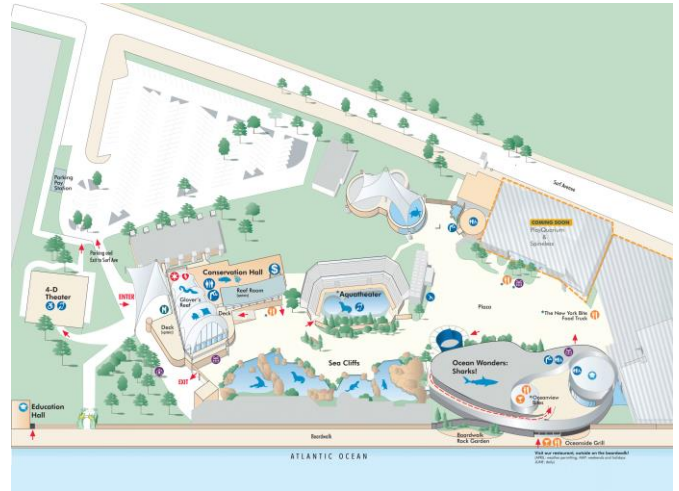 Surf Avenue
Parking
Pay
Station
COMING SOON
PlayQuarium
&
Spineless
Parking and
Exit to Surf Ave
4-D
Theater
ENTER
Conservation Hall
$
Reef Room
(open)
Glover's
Reef
Deck
Deck
(open)
*Aquatheater
Plaza
*The New York Bite
Food Truck
EXIT
Sea Cliffs
Ocean Wonders:
Sharks!
*Oceanview
Education
Hall
Boardwalk
Boardwalk
Rock Garden
Oceanside Grill
ATLANTIC OCEAN
Visit our restaurant, outside on the boardwalk!